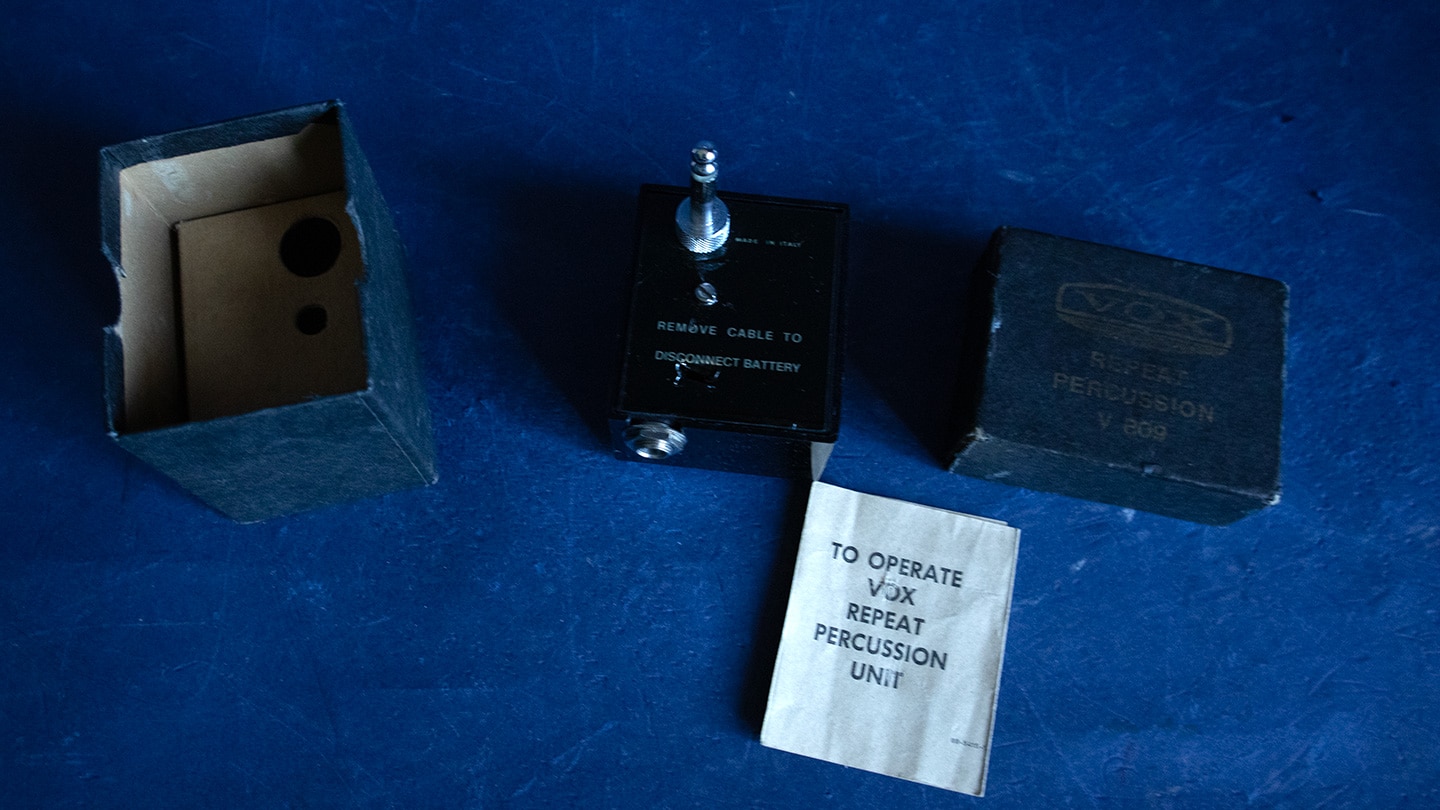 MADE IN ITALY
REMOVE CABLE TO
DISCONNECT BATTERY
VOX
REPEAT
PERCUSSION
V 809
TO OPERATE
VOX
REPEAT
PERCUSSION
UNIT